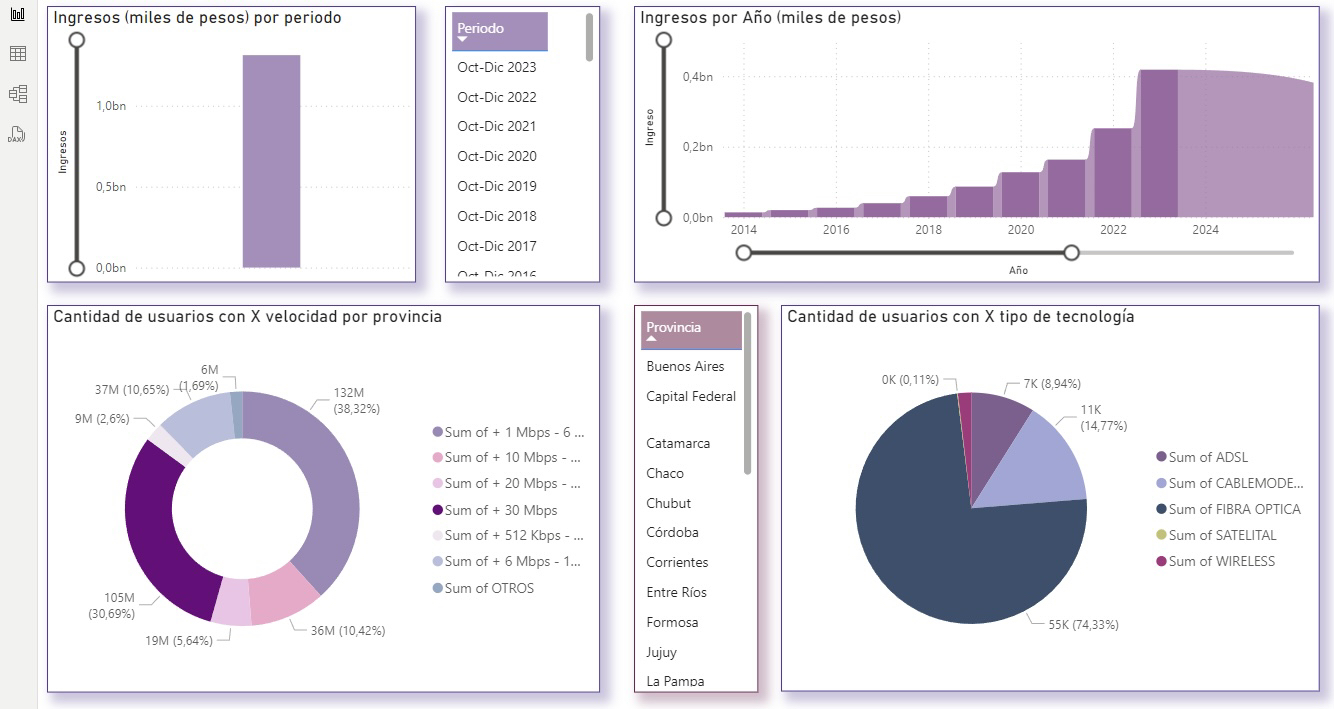 Ingresos (miles de pesos) por periodo
Ingresos
1,0bn
0,5bn
0,0bn
Periodo
Oct-Dic 2023
Oct-Dic 2022
Oct-Dic 2021
Oct-Dic 2020
Oct-Dic 2019
Oct-Dic 2018
Oct-Dic 2017
Oct-Dic 2016
Ingresos por Año (miles de pesos)
Ingreso
0,4bn
0,2bn
0,0bn
2014 2016 2018 2020 2022 2024
Año
DAX
Cantidad de usuarios con X velocidad por provincia
6M
(1,69%)
37M (10,65%)
9M (2,6%)
132M
(38,32%)
105M
(30,69%)
19M (5,64%)
36M (10,42%)
Sum of + 1 Mbps - 6 ...
Sum of + 10 Mbps - ...
Sum of + 20 Mbps - ...
Sum of + 30 Mbps
Sum of + 512 Kbps - ...
Sum of + 6 Mbps - 1...
Sum of OTROS
Provincia
Buenos Aires
Capital Federal
Catamarca
Chaco
Chubut
Córdoba
Corrientes
Entre Ríos
Formosa
Jujuy
La Pampa
Cantidad de usuarios con X tipo de tecnología
0K (0,11%)
7K (8,94%)
11K
(14,77%)
55K (74,33%)
Sum of ADSL
Sum of CABLEMODE...
Sum of FIBRA OPTICA
Sum of SATELITAL
Sum of WIRELESS